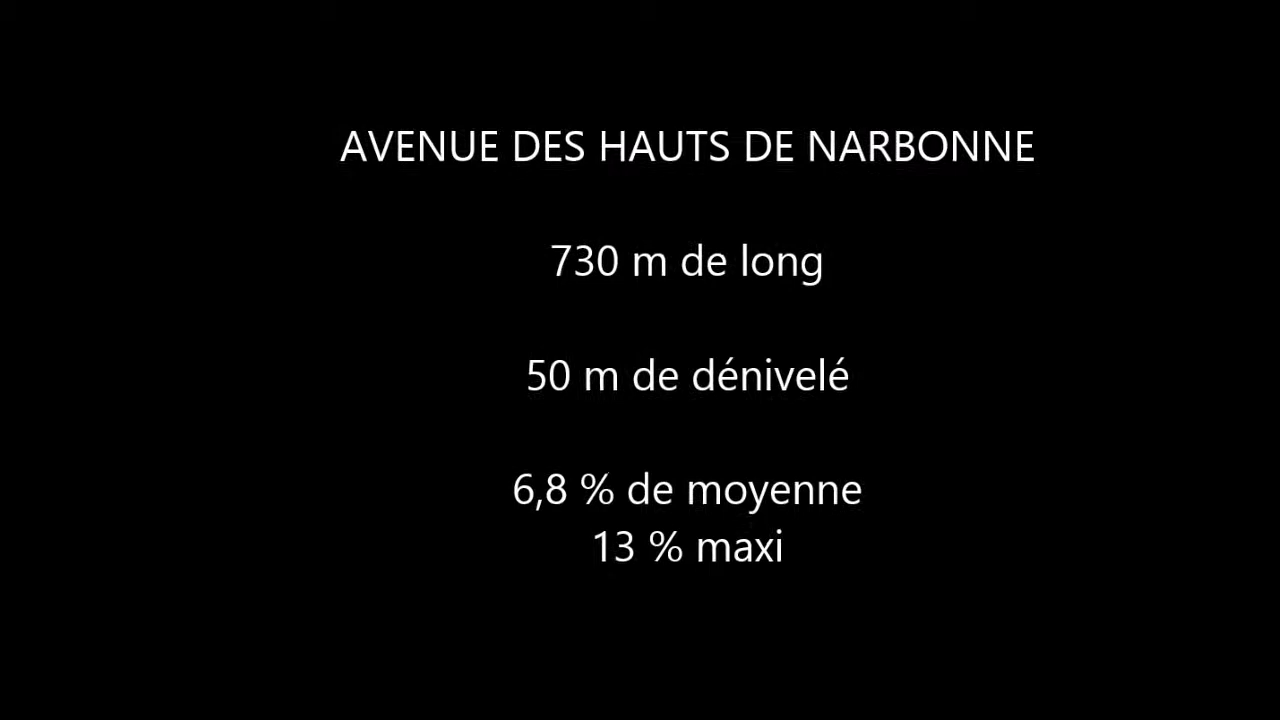 AVENUE DES HAUTS DE NARBONNE
730 m de long
50 m de dénivelé
6,8 % de moyenne
13 % maxi